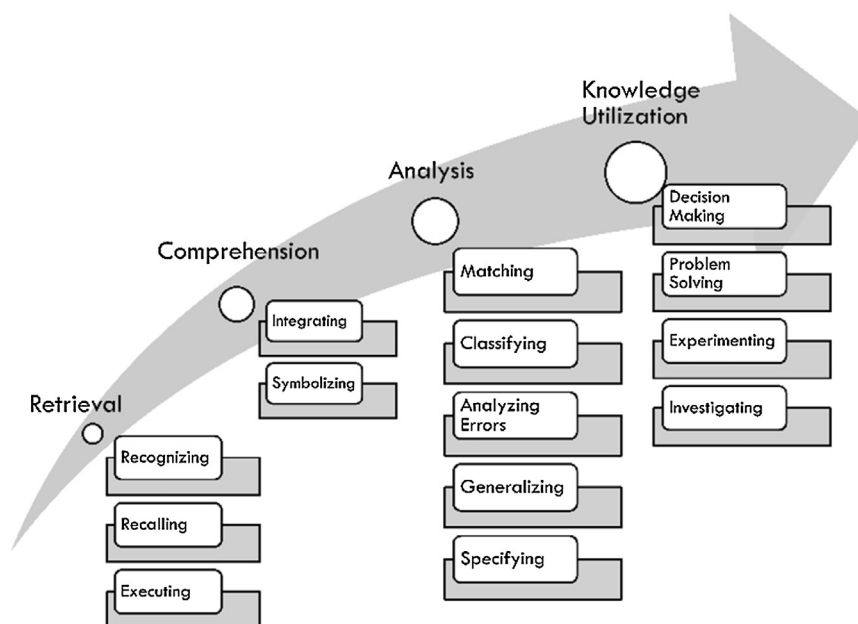 Retrieval
Recognizing
Recalling
Executing
Comprehension
Integrating
Symbolizing
Analysis
Matching
Classifying
Analyzing
Errors
Generalizing
Specifying
Knowledge
Utilization
Decision
Making
Problem
Solving
Experimenting
Investigating